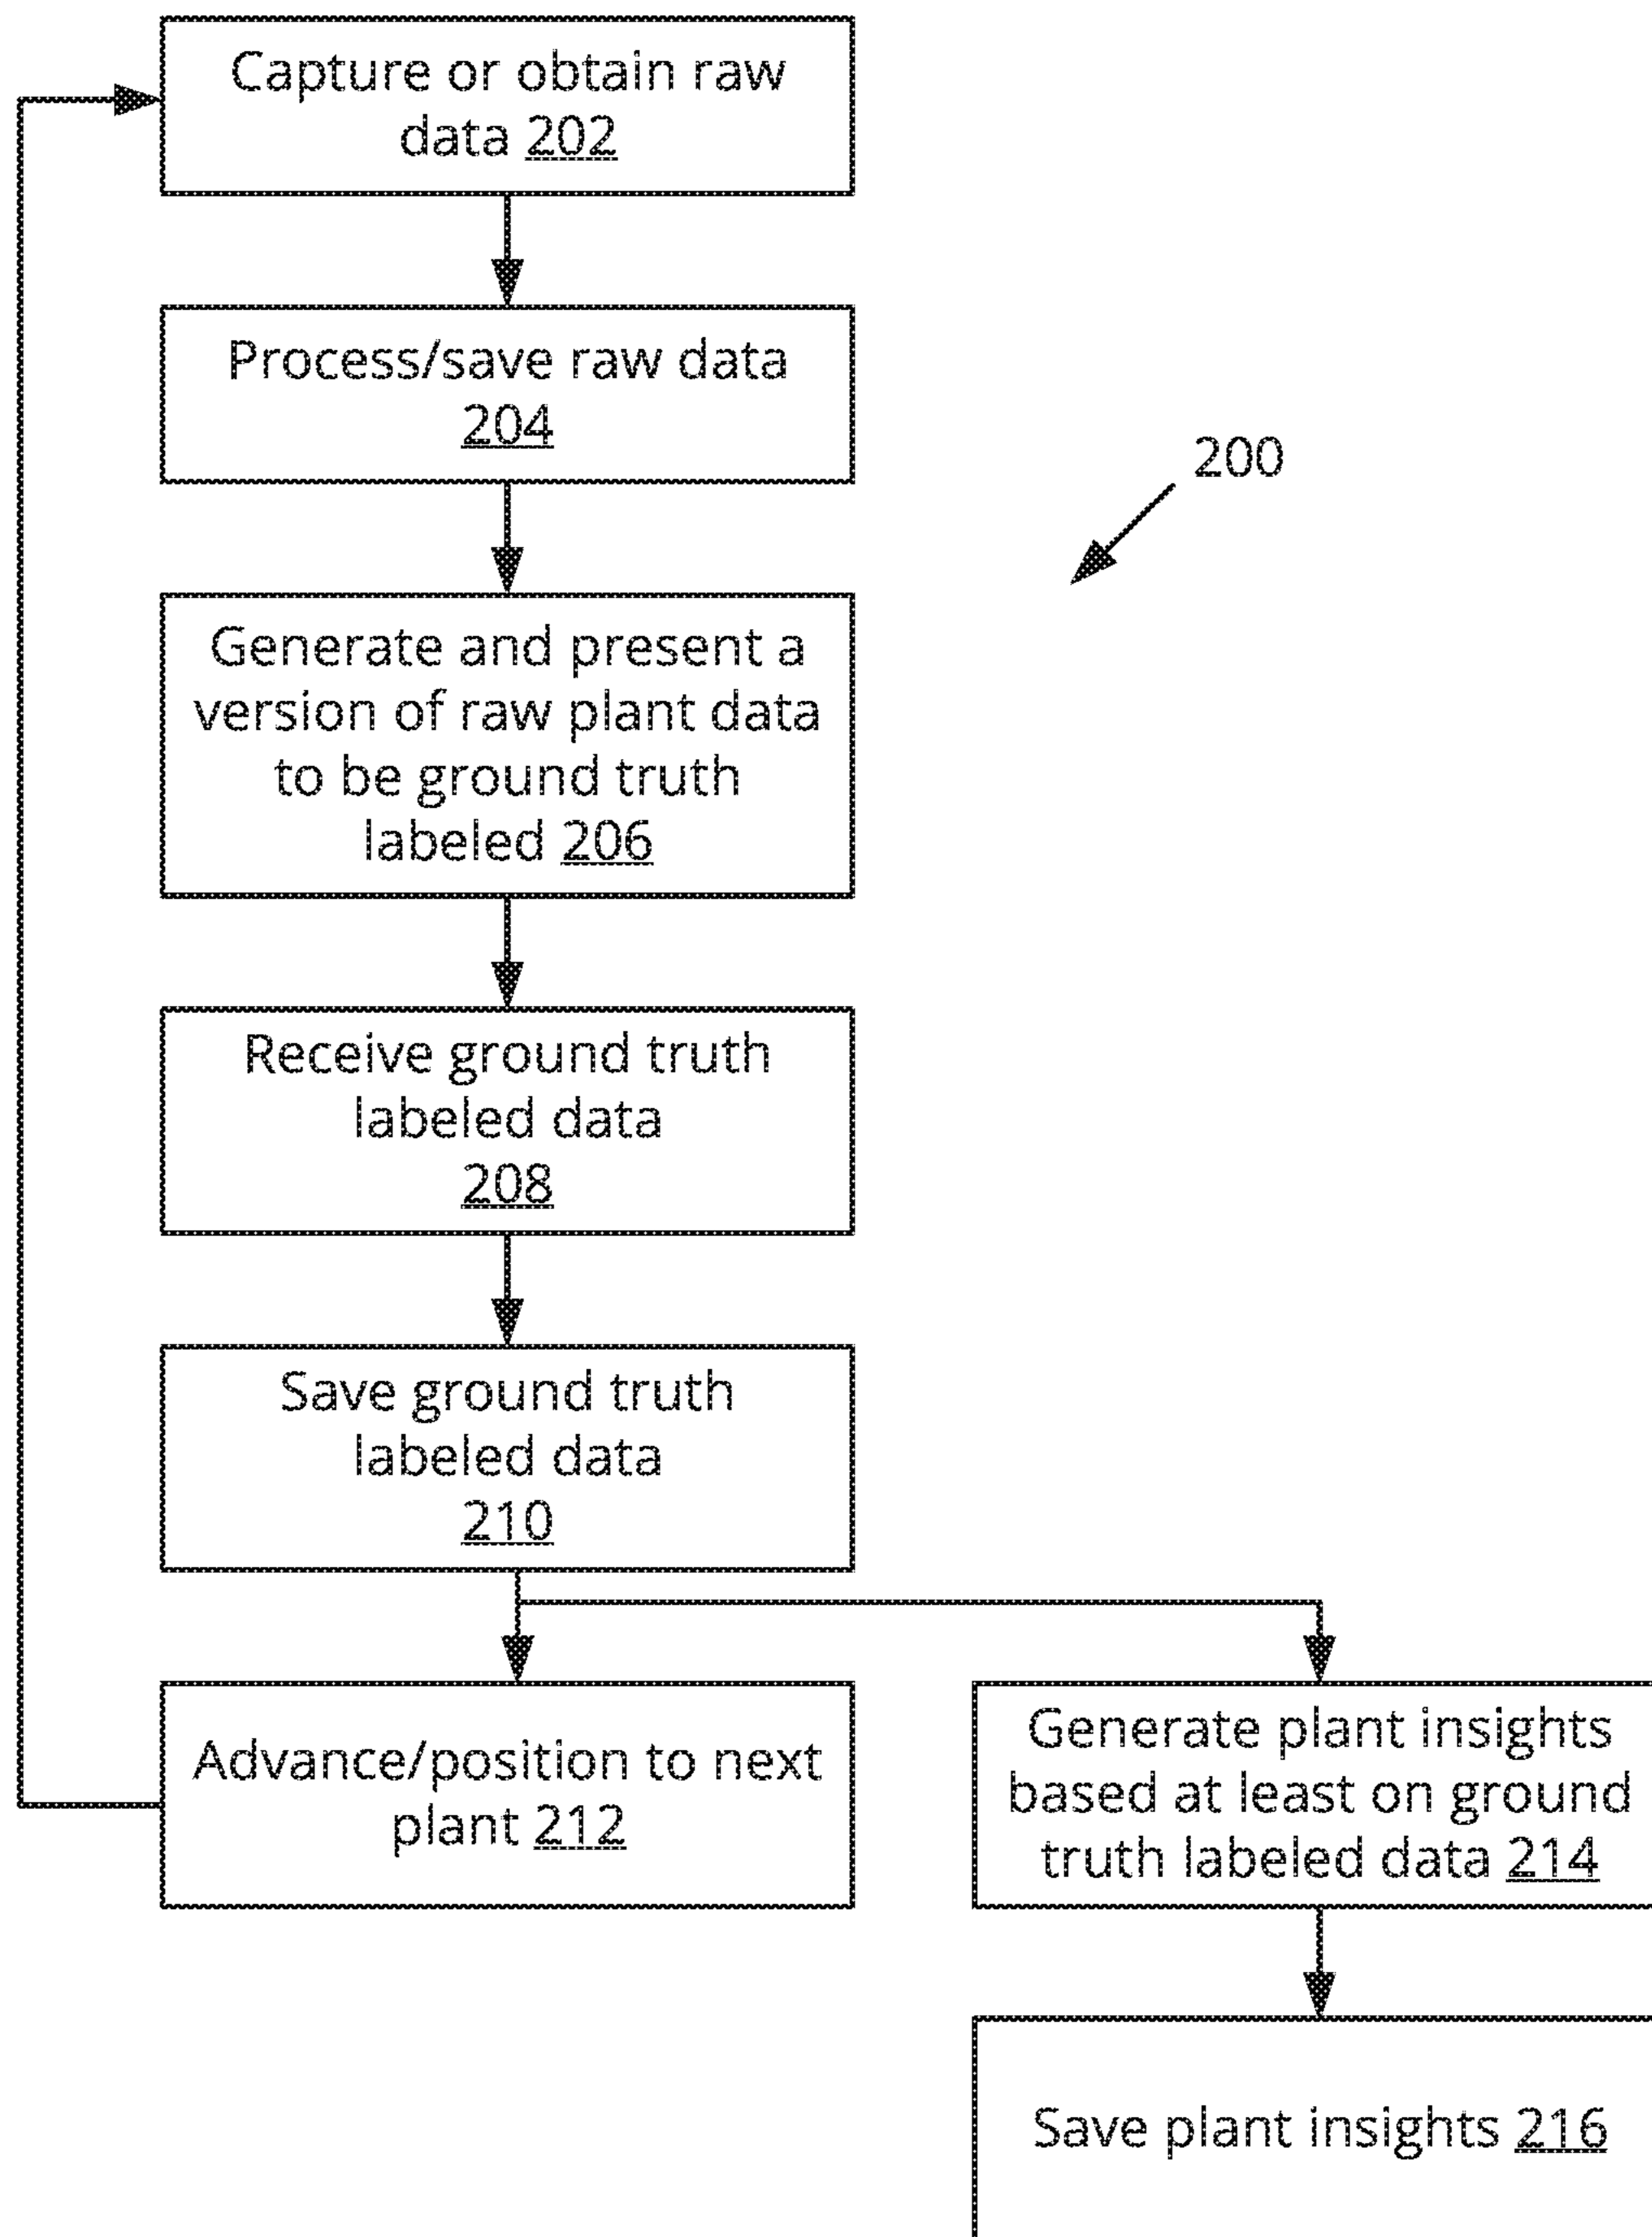 Capture or obtain raw
data 202
Process/save raw data
204
200
Generate and present a
version of raw plant data
to be ground truth
labeled 206
Receive ground truth
labeled data
208
Save ground truth
labeled data
210
Advance/position to next
plant 212
Generate plant insights
based at least on ground
truth labeled data 214
Save plant insights 216